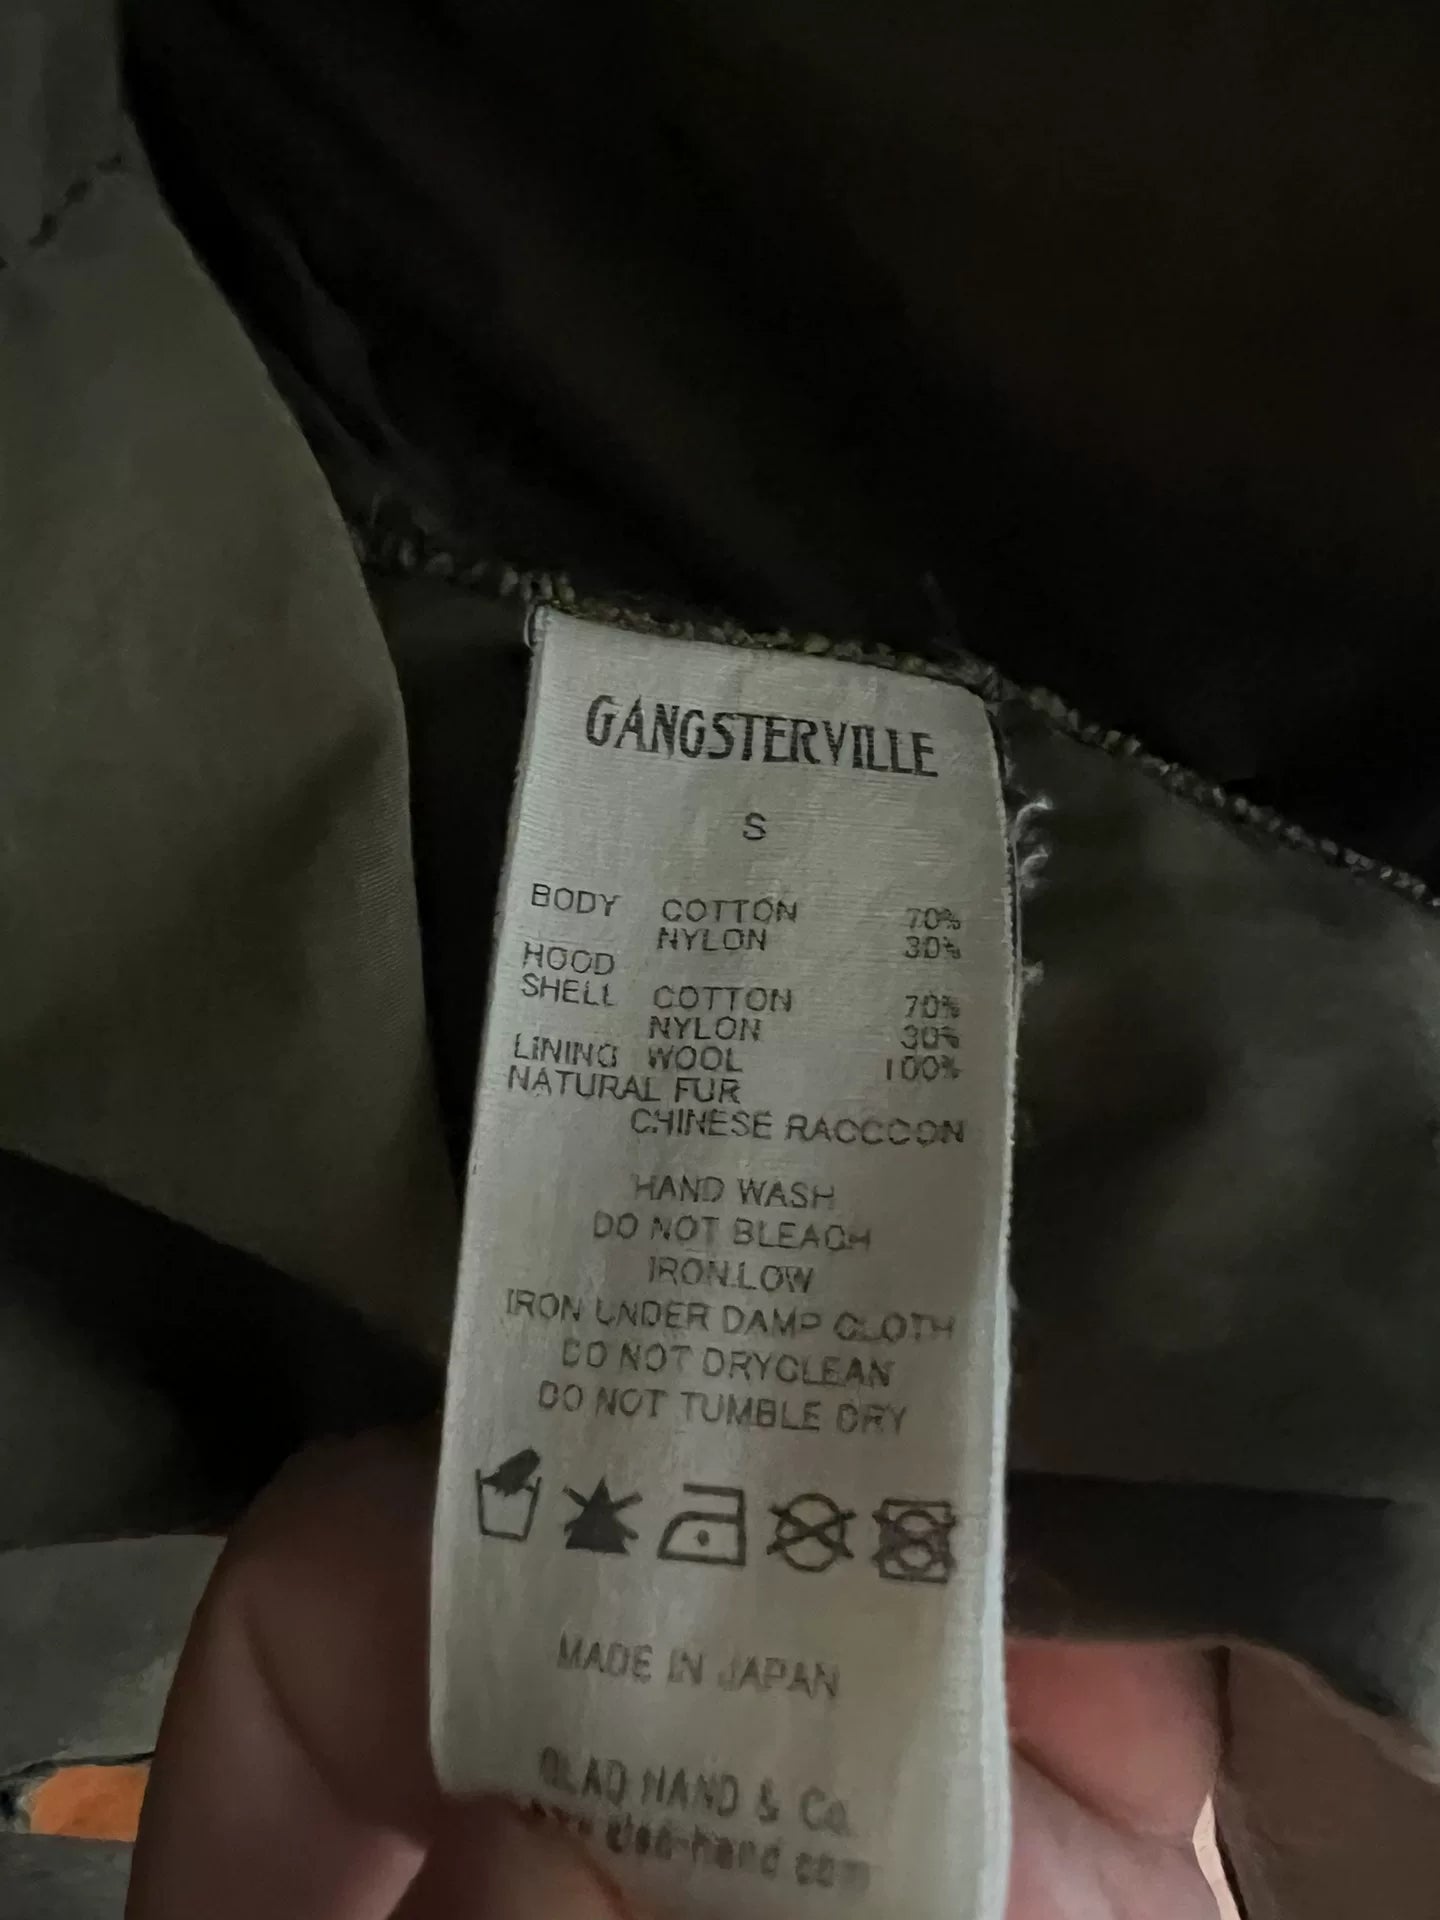 GANGSTERVILLE
S
BODY COTTON 70%
NYLON 30%
HOOD
SHELL COTTON 70%
NYLON 30%
LINING WOOL 100%
NATURAL FUR
CHINESE RACCOON
HAND WASH
DO NOT BLEACH
IRON LOW
IRON UNDER DAMP CLOTH
DO NOT DRYCLEAN
DO NOT TUMBLE DRY
MADE IN JAPAN
GLAD HAND & Co.